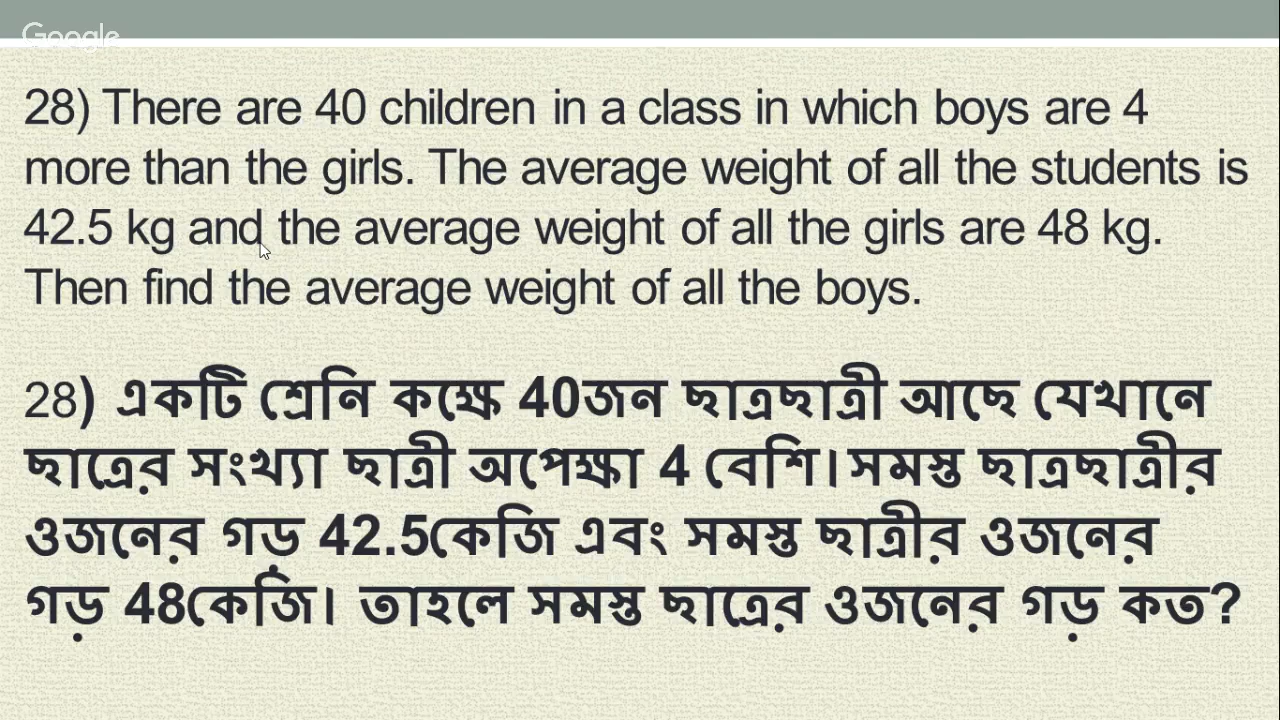 Google
28) There are 40 children in a class in which boys are 4
more than the girls. The average weight of all the students is
42.5 kg and the average weight of all the girls are 48 kg.
Then find the average weight of all the boys.
28) একটি শ্রেনি কক্ষে 40জন ছাত্রছাত্রী আছে যেখানে
ছাত্রের সংখ্যা ছাত্রী অপেক্ষা 4 বেশি।সমস্ত ছাত্রছাত্রীর
ওজনের গড় 42.5কেজি এবং সমস্ত ছাত্রীর ওজনের
গড় 48কেজি। তাহলে সমস্ত ছাত্রের ওজনের গড় কত?